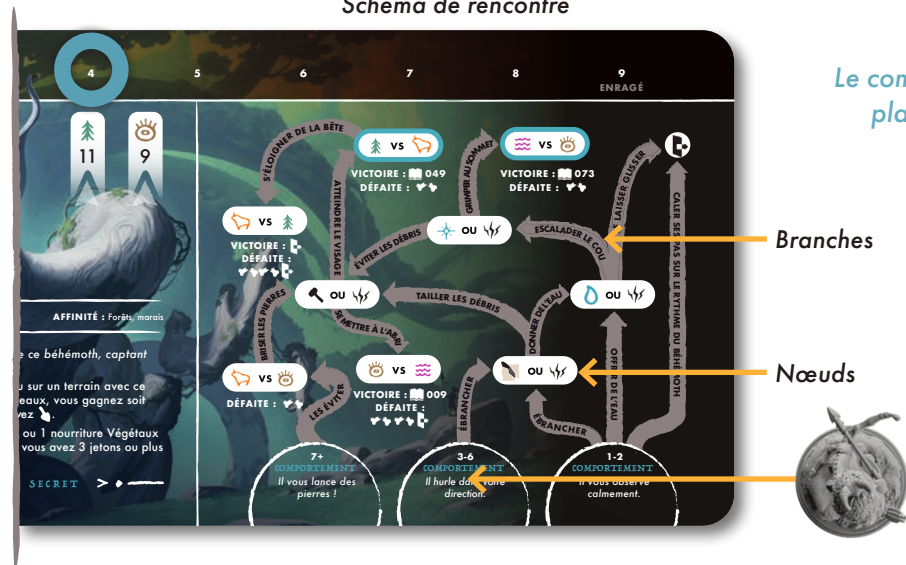 Schéma de rencontre
4
5
6
7
8
9
ENRAGÉ
11
9
S'ÉLOIGNER DE LA BÊTE
VS
VICTOIRE : 049
DÉFAITE :
GRIMPER AU SOMMET
VS
VICTOIRE : 073
DÉFAITE :
LAISSER GLISSER
Le com
pla
ATTEINDRE LE VISAGE
VS
VICTOIRE :
DÉFAITE :
ÉVITER LES DÉBRIS
OU
ESCALADER LE COU
CALER SES PAS SUR LE RYTHME DU BÉHÉMOTH
Branches
OU
TAILLER LES DÉBRIS
OU
AFFINITÉ : Forêts, marais
BRISER LES PIERRES
SE METTRE À L'ABRI
DONNER DE L'EAU
OFFRIR DE L'EAU
e ce béhémoth, captant
u sur un terrain avec ce
eaux, vous gagnez soit
vez .
ou 1 nourriture Végétaux
vous avez 3 jetons ou plus
SECRET
VS
DÉFAITE :
LES ÉVITER
VS
VICTOIRE : 009
DÉFAITE :
ÉBRANCHER
OU
ÉBRANCHER
Nœuds
7+
COMPORTEMENT
Il vous lance des
pierres !
3-6
COMPORTEMENT
Il hurle dans votre
direction.
1-2
COMPORTEMENT
Il vous observe
calmement.